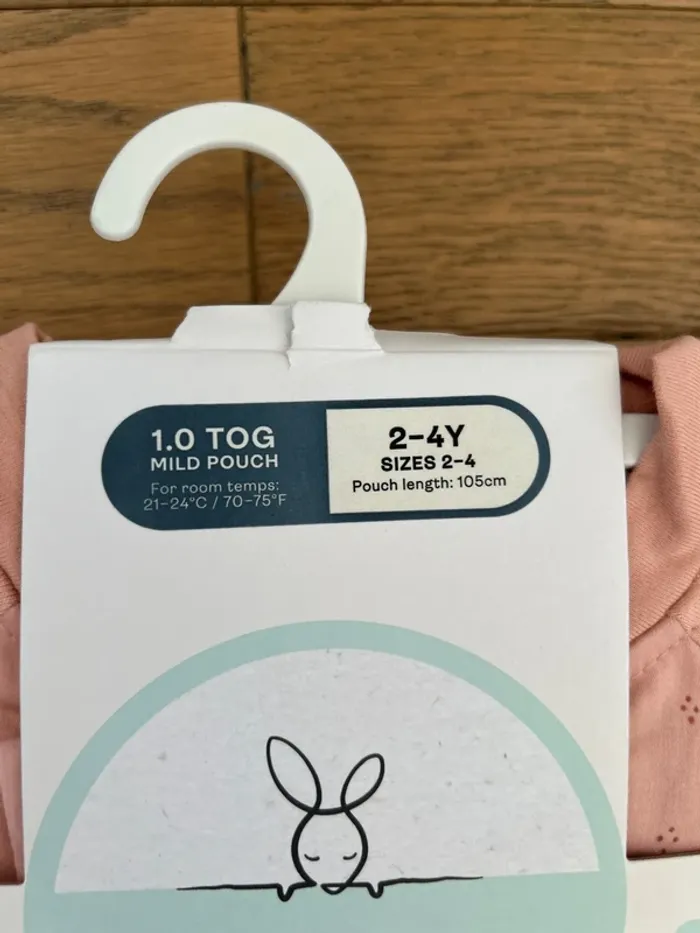 1.0 TOG
MILD POUCH
For room temps:
21–24°C / 70–75°F
2–4Y
SIZES 2–4
Pouch length: 105cm